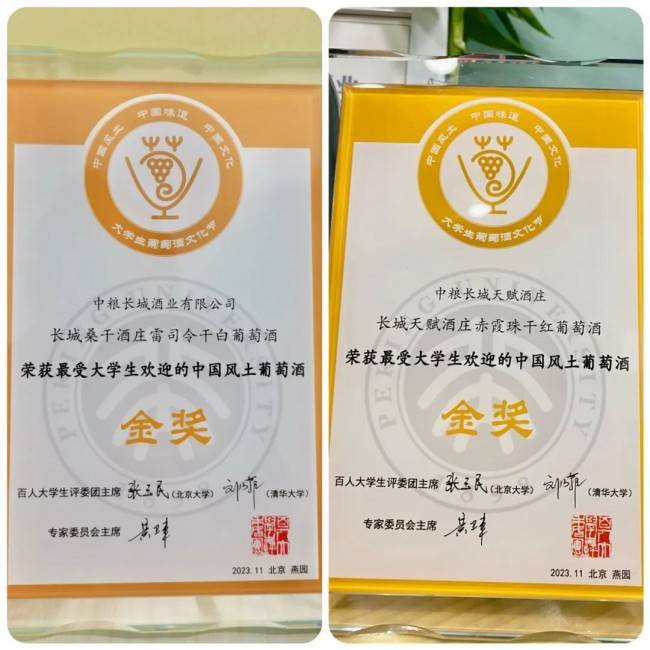 中国风土 中国味道 中国文化
大学生葡萄酒文化节
中粮长城酒业有限公司
长城桑干酒庄雷司令干白葡萄酒
荣获最受大学生欢迎的中国风土葡萄酒
金奖
百人大学生评委团主席 (北京大学) (清华大学)
专家委员会主席
2023.11 北京 燕园
PEKING UNIVERSITY
1898
业
中国风土 中国味道 中国文化
大学生葡萄酒文化节
中粮长城天赋酒庄
长城天赋酒庄赤霞珠干红葡萄酒
荣获最受大学生欢迎的中国风土葡萄酒
金奖
百人大学生评委团主席 (北京大学) (清华大学)
专家委员会主席
2023.11 北京 燕园
PEKING UNIVERSITY
1898